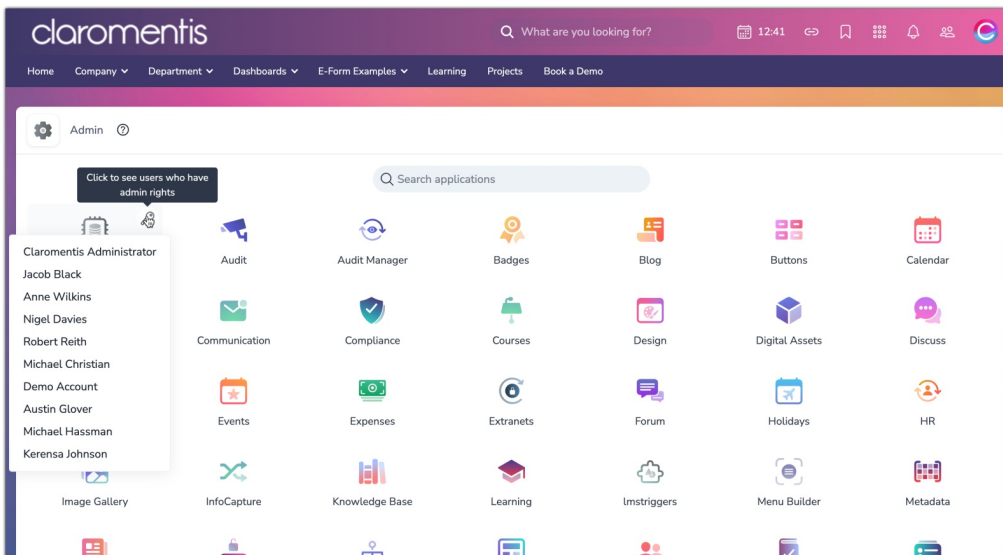 claromentis
What are you looking for?
12:41
Home Company Department Dashboards E-Form Examples Learning Projects Book a Demo
Admin
Click to see users who have
admin rights
Search applications
Claromentis Administrator
Jacob Black
Anne Wilkins
Nigel Davies
Robert Reith
Michael Christian
Demo Account
Austin Glover
Michael Hassman
Kerensa Johnson
Audit Audit Manager Badges Blog Buttons Calendar
Communication Compliance Courses Design Digital Assets Discuss
Events Expenses Extranets Forum Holidays HR
Image Gallery InfoCapture Knowledge Base Learning lmstriggers Menu Builder Metadata